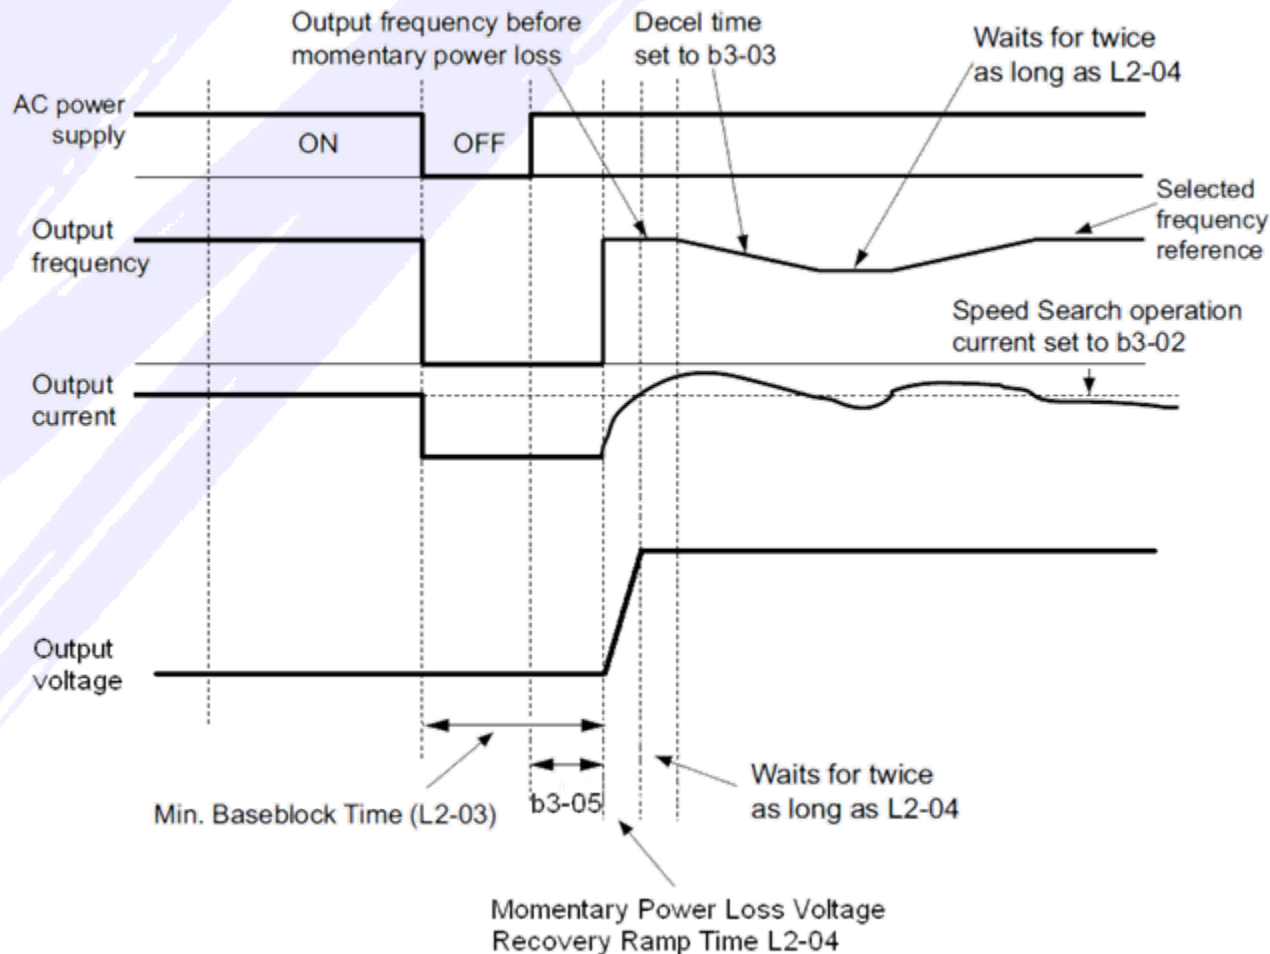 Output frequency before
momentary power loss
Decel time
set to b3-03
Waits for twice
as long as L2-04
AC power
supply
ON
OFF
Output
frequency
Selected
frequency
reference
Speed Search operation
current set to b3-02
Output
current
Output
voltage
Min. Baseblock Time (L2-03)
b3-05
Waits for twice
as long as L2-04
Momentary Power Loss Voltage
Recovery Ramp Time L2-04